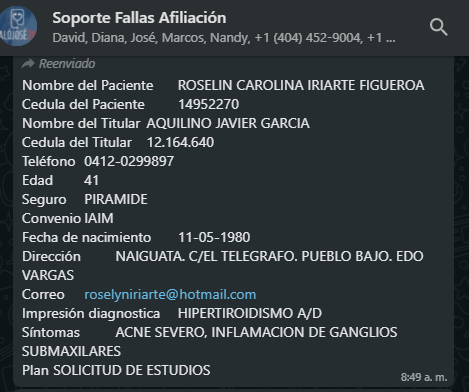 Soporte Fallas Afiliación
David, Diana, José, Marcos, Nandy, +1 (404) 452-9004, +1 ...
Reenviado
Nombre del Paciente ROSELIN CAROLINA IRIARTE FIGUEROA
Cedula del Paciente 14952270
Nombre del Titular AQUILINO JAVIER GARCIA
Cedula del Titular 12.164.640
Teléfono 0412-0299897
Edad 41
Seguro PIRAMIDE
Convenio IAIM
Fecha de nacimiento 11-05-1980
Dirección NAIGUATA. C/EL TELEGRAFO. PUEBLO BAJO. EDO
VARGAS
Correo roselyniriarte@hotmail.com
Impresión diagnostica HIPERTIROIDISMO A/D
Síntomas ACNE SEVERO, INFLAMACION DE GANGLIOS
SUBMAXILARES
Plan SOLICITUD DE ESTUDIOS
8:49 a. m.